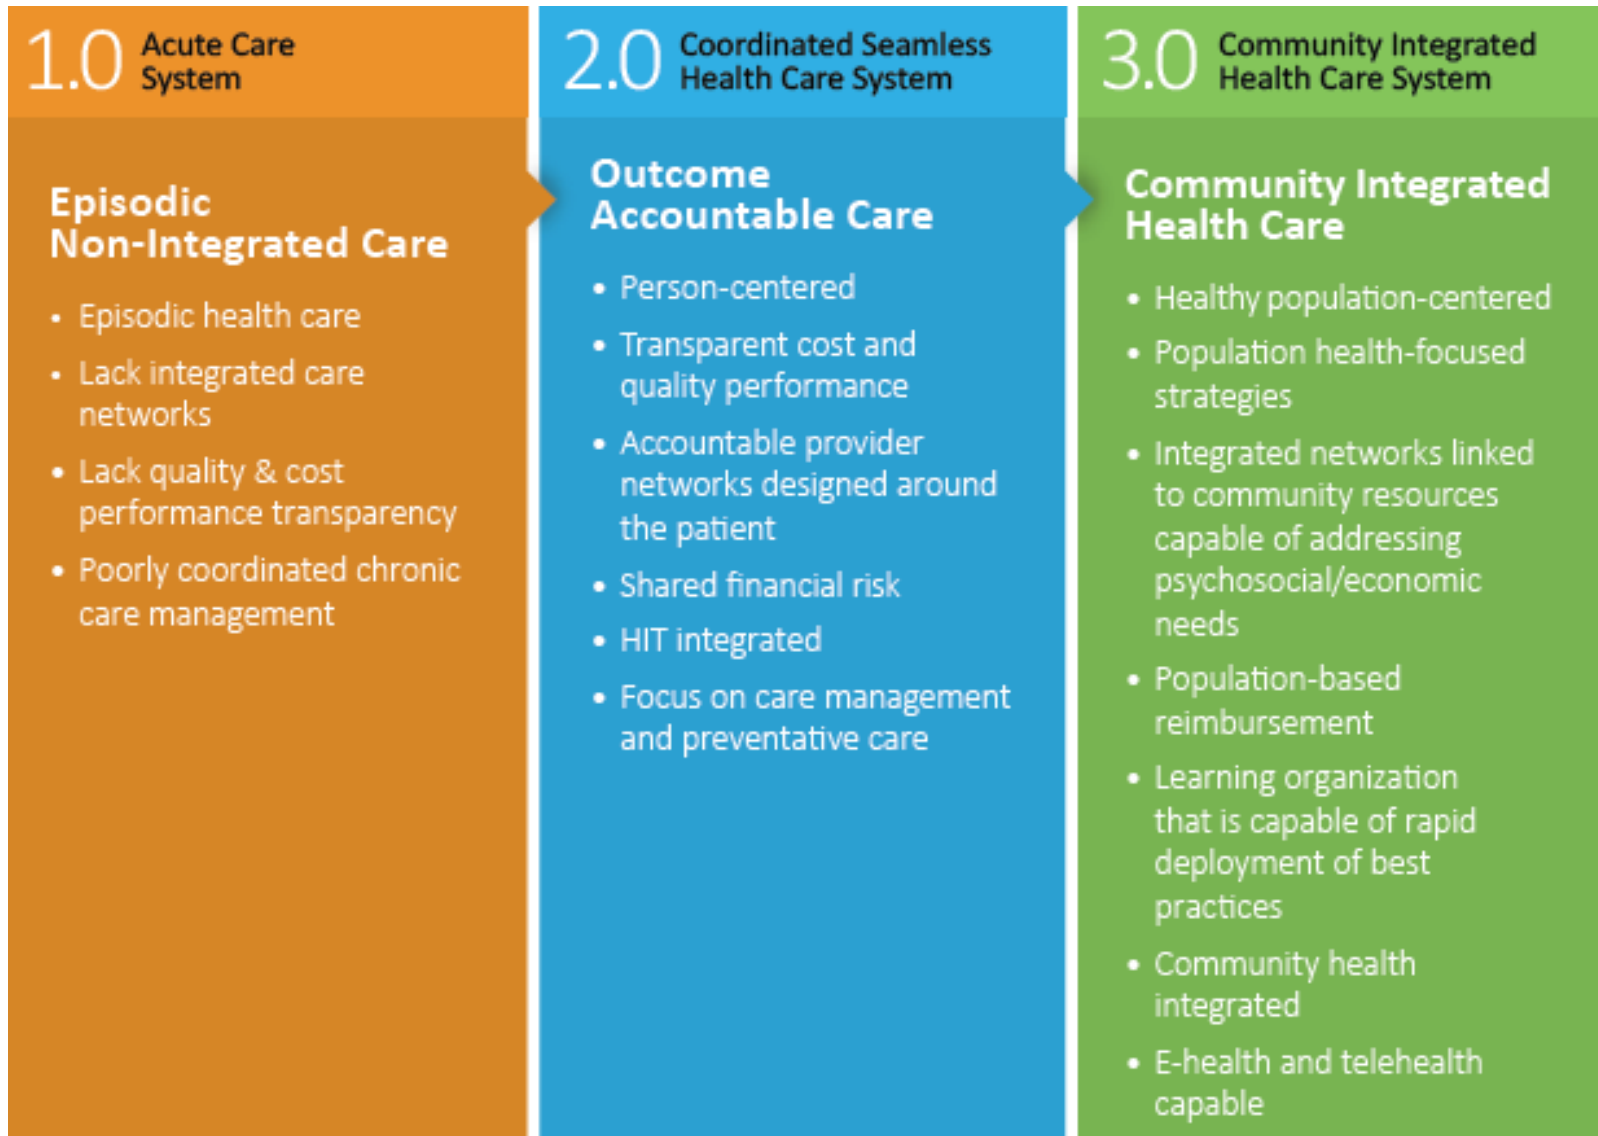 1.0 Acute Care
System
Episodic
Non-Integrated Care
• Episodic health care
• Lack integrated care
networks
• Lack quality & cost
performance transparency
• Poorly coordinated chronic
care management
2.0 Coordinated Seamless
Health Care System
Outcome
Accountable Care
• Person-centered
• Transparent cost and
quality performance
• Accountable provider
networks designed around
the patient
• Shared financial risk
• HIT integrated
• Focus on care management
and preventative care
3.0 Community Integrated
Health Care System
Community Integrated
Health Care
• Healthy population-centered
• Population health-focused
strategies
• Integrated networks linked
to community resources
capable of addressing
psychosocial/economic
needs
• Population-based
reimbursement
• Learning organization
that is capable of rapid
deployment of best
practices
• Community health
integrated
• E-health and telehealth
capable